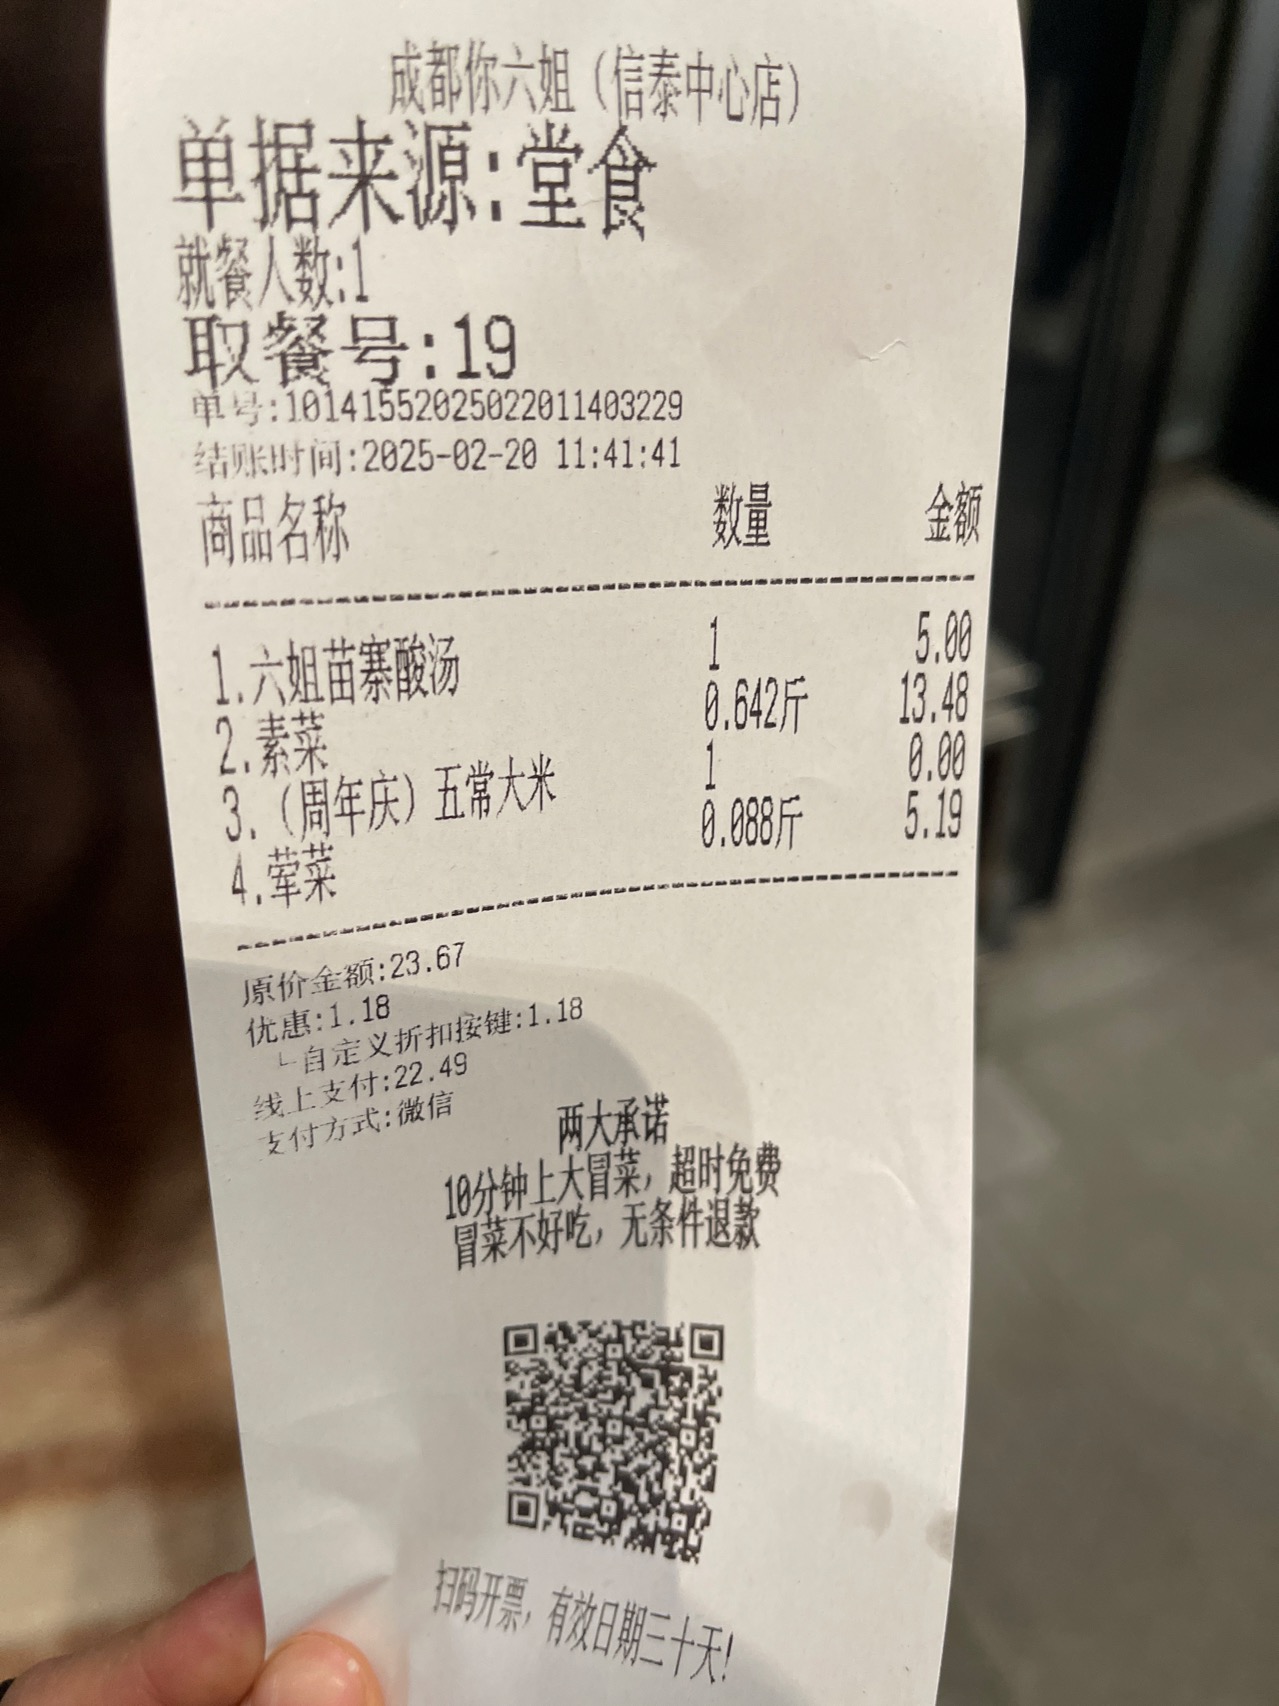 成都你六姐（信泰中心店）
单据来源:堂食
就餐人数:1
取餐号:19
单号:10141552025022011403229
结账时间:2025-02-20 11:41:41
商品名称 数量 金额
1.六姐苗寨酸汤 1 5.00
2.素菜 0.642斤 13.48
3.（周年庆）五常大米 1 0.00
4.荤菜 0.088斤 5.19
原价金额:23.67
优惠:1.18
└自定义折扣按键:1.18
线上支付:22.49
支付方式:微信
两大承诺
10分钟上大冒菜，超时免费
冒菜不好吃，无条件退款
扫码开票，有效日期三十天!